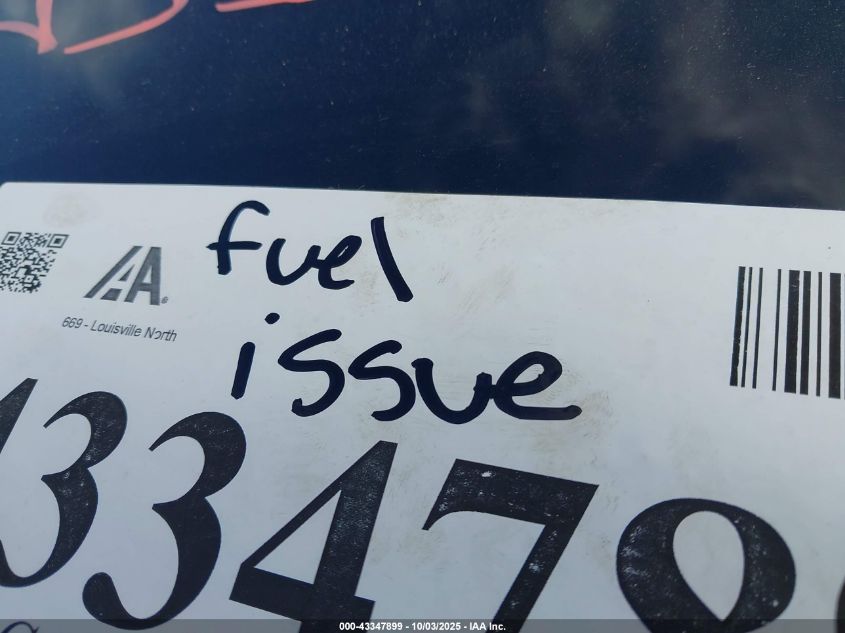 IAA
fuel
669 - Louisville North
issue
33478
000-43347899 - 10/03/2025 - IAA Inc.